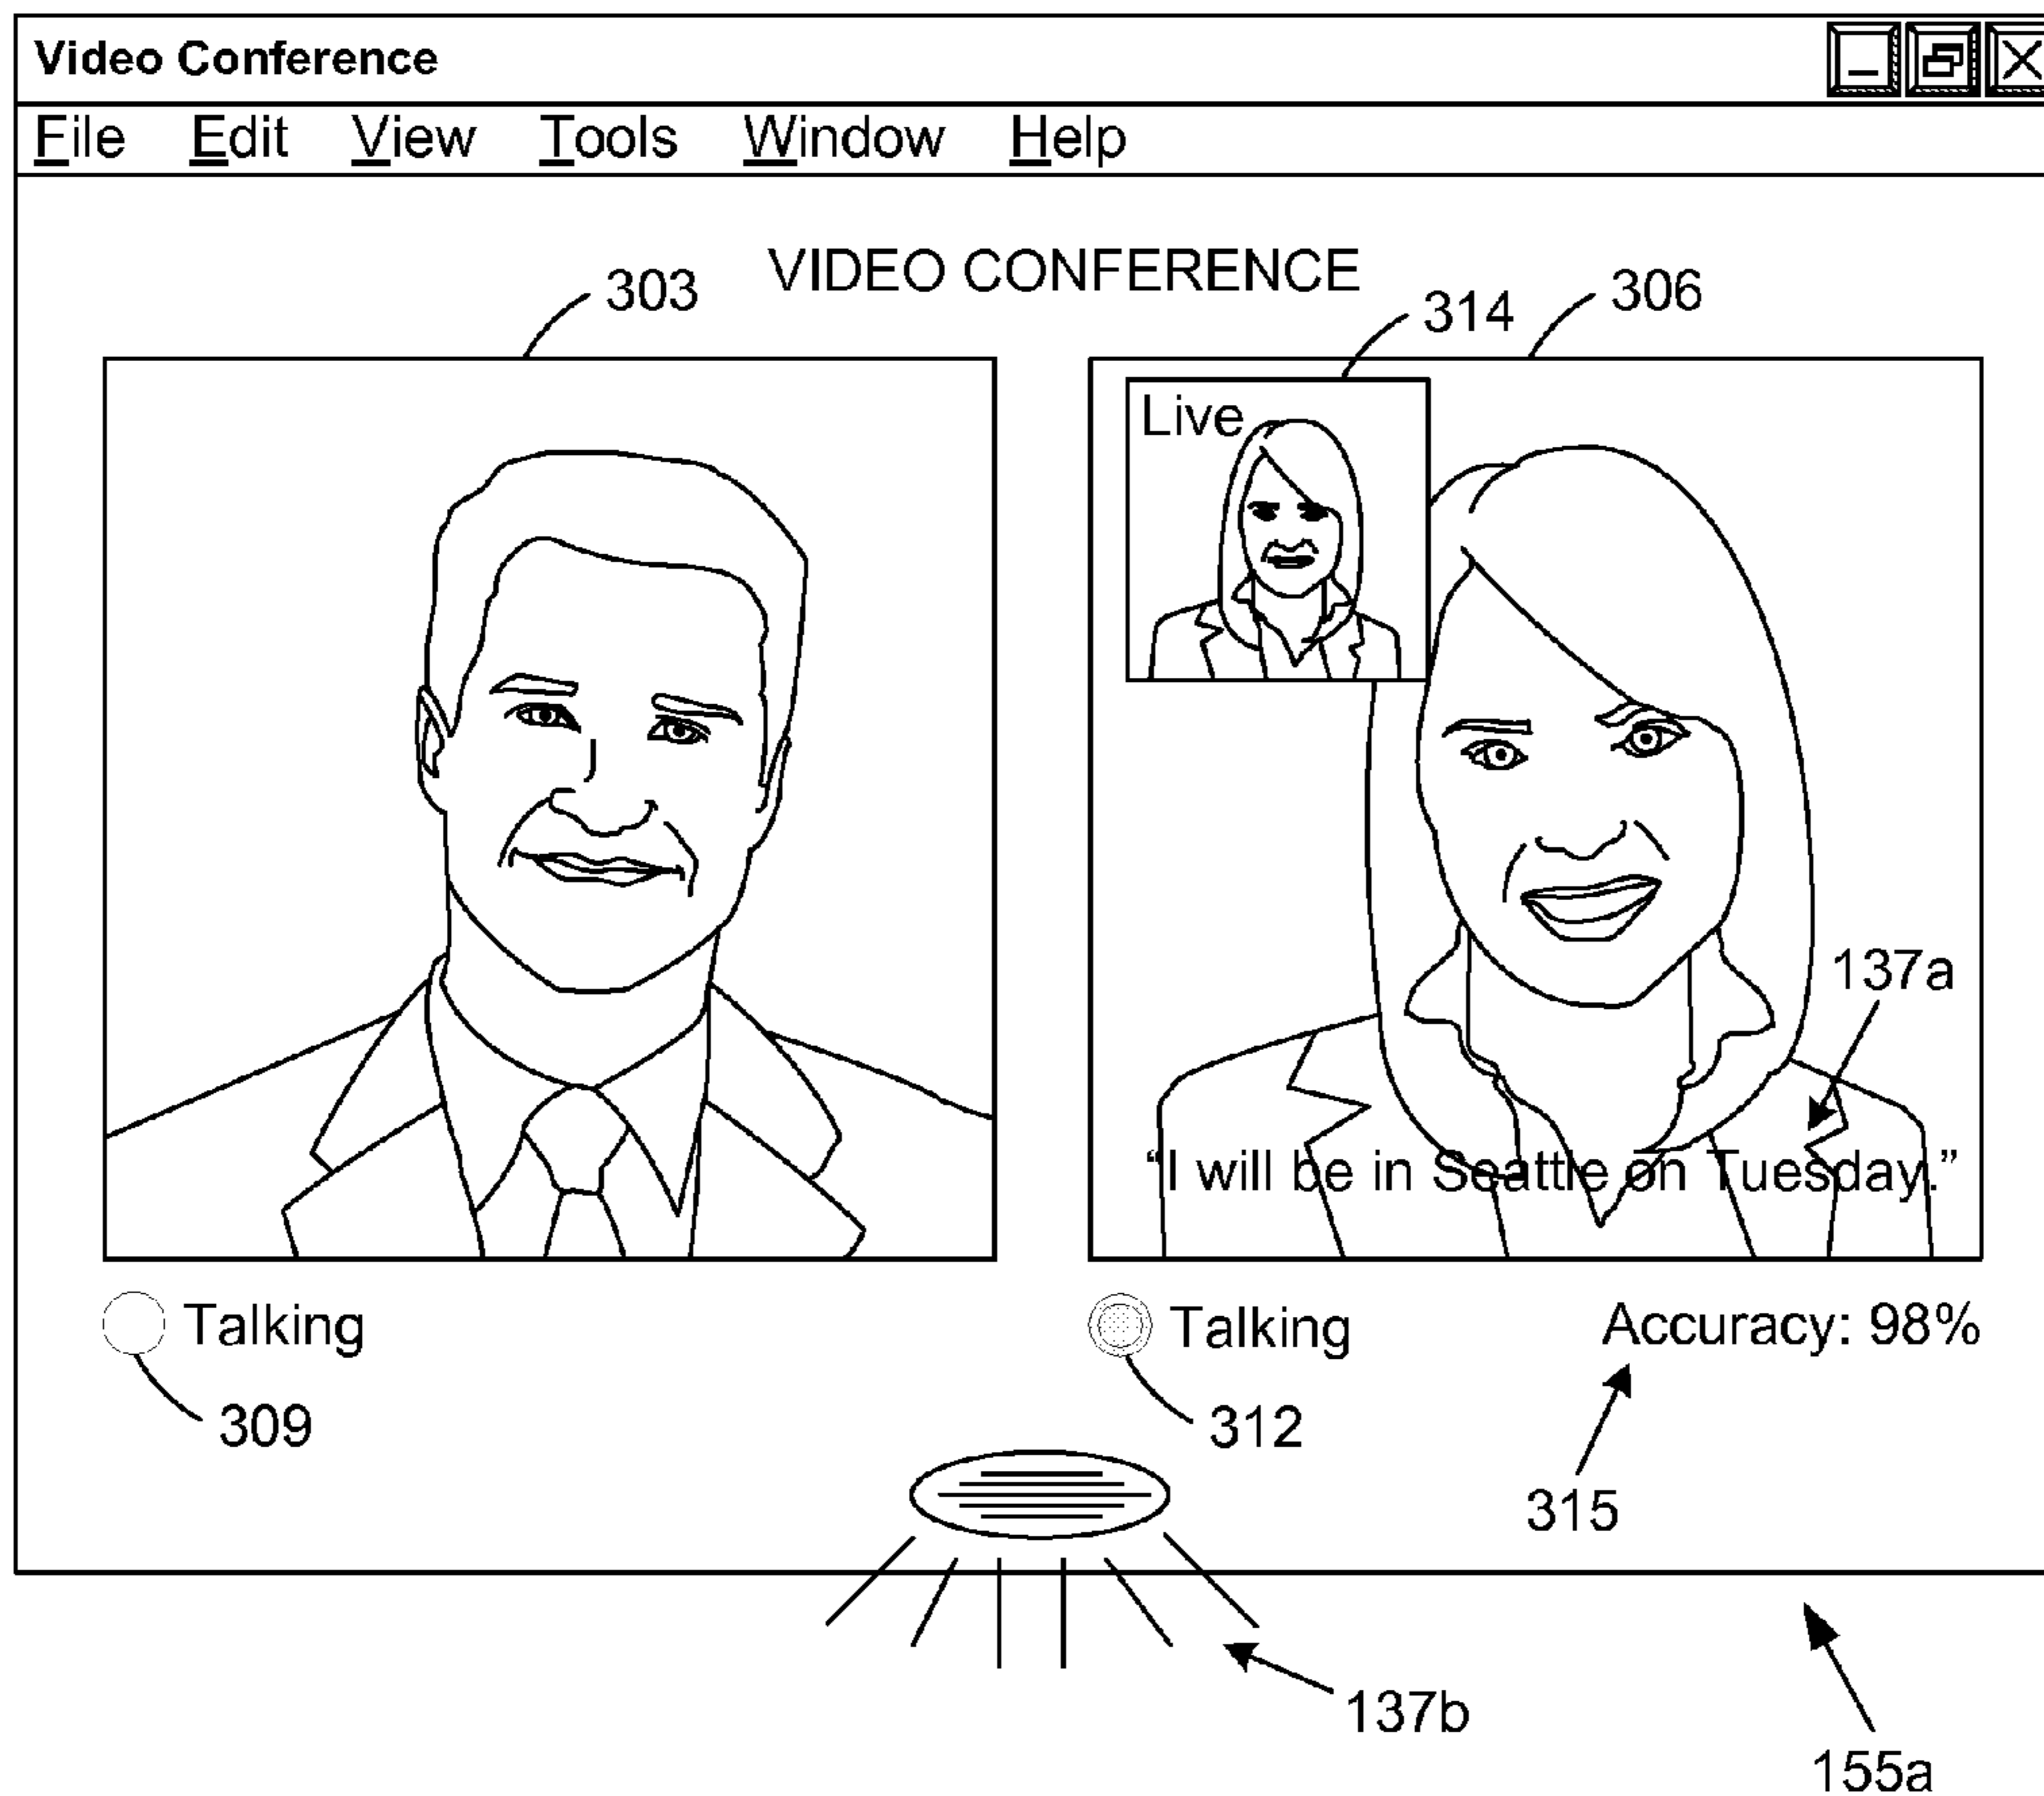 Video Conference
File Edit View Tools Window Help
VIDEO CONFERENCE
303
314
306
Live
137a
“I will be in Seattle on Tuesday.”
Talking
Talking
Accuracy: 98%
309
312
315
137b
155a